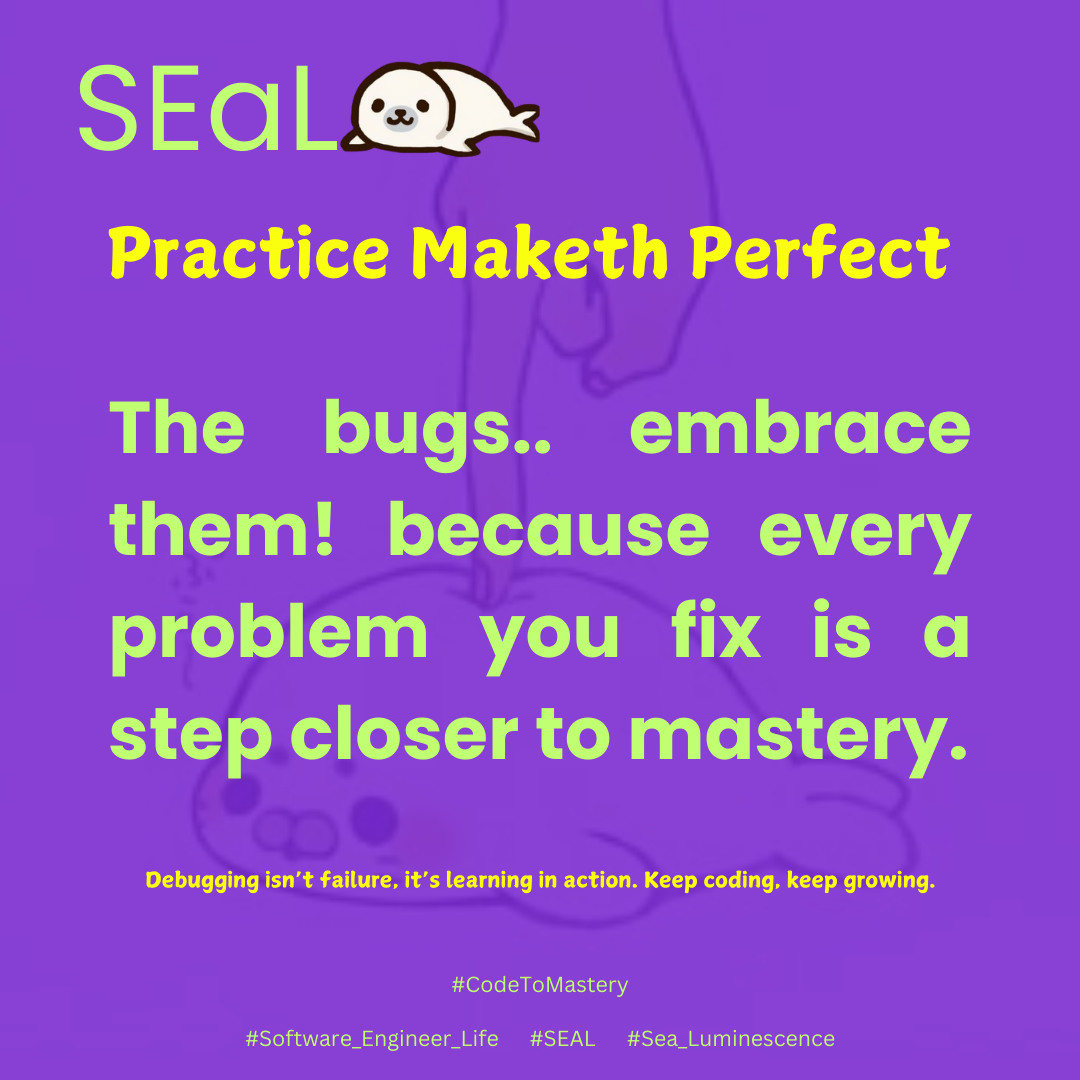 SEaL
Practice Maketh Perfect
The bugs.. embrace
them! because every
problem you fix is a
step closer to mastery.
Debugging isn't failure, it's learning in action. Keep coding, keep growing.
#CodeToMastery
#Software_Engineer_Life #SEAL #Sea_Luminescence